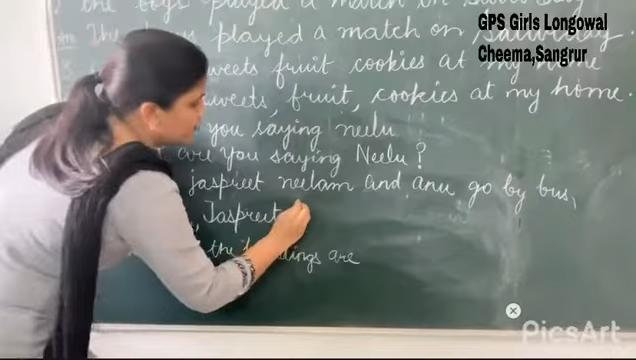 the boys played a match on
The played a match on Saturday.
sweets fruit cookies at my home
sweets, fruit, cookies at my home.
you saying neelu
are you saying Neelu?
jaspreet neelam and anu go by bus,
Jaspreet
the are
GPS Girls Longowal
Cheema,Sangrur
PicsArt